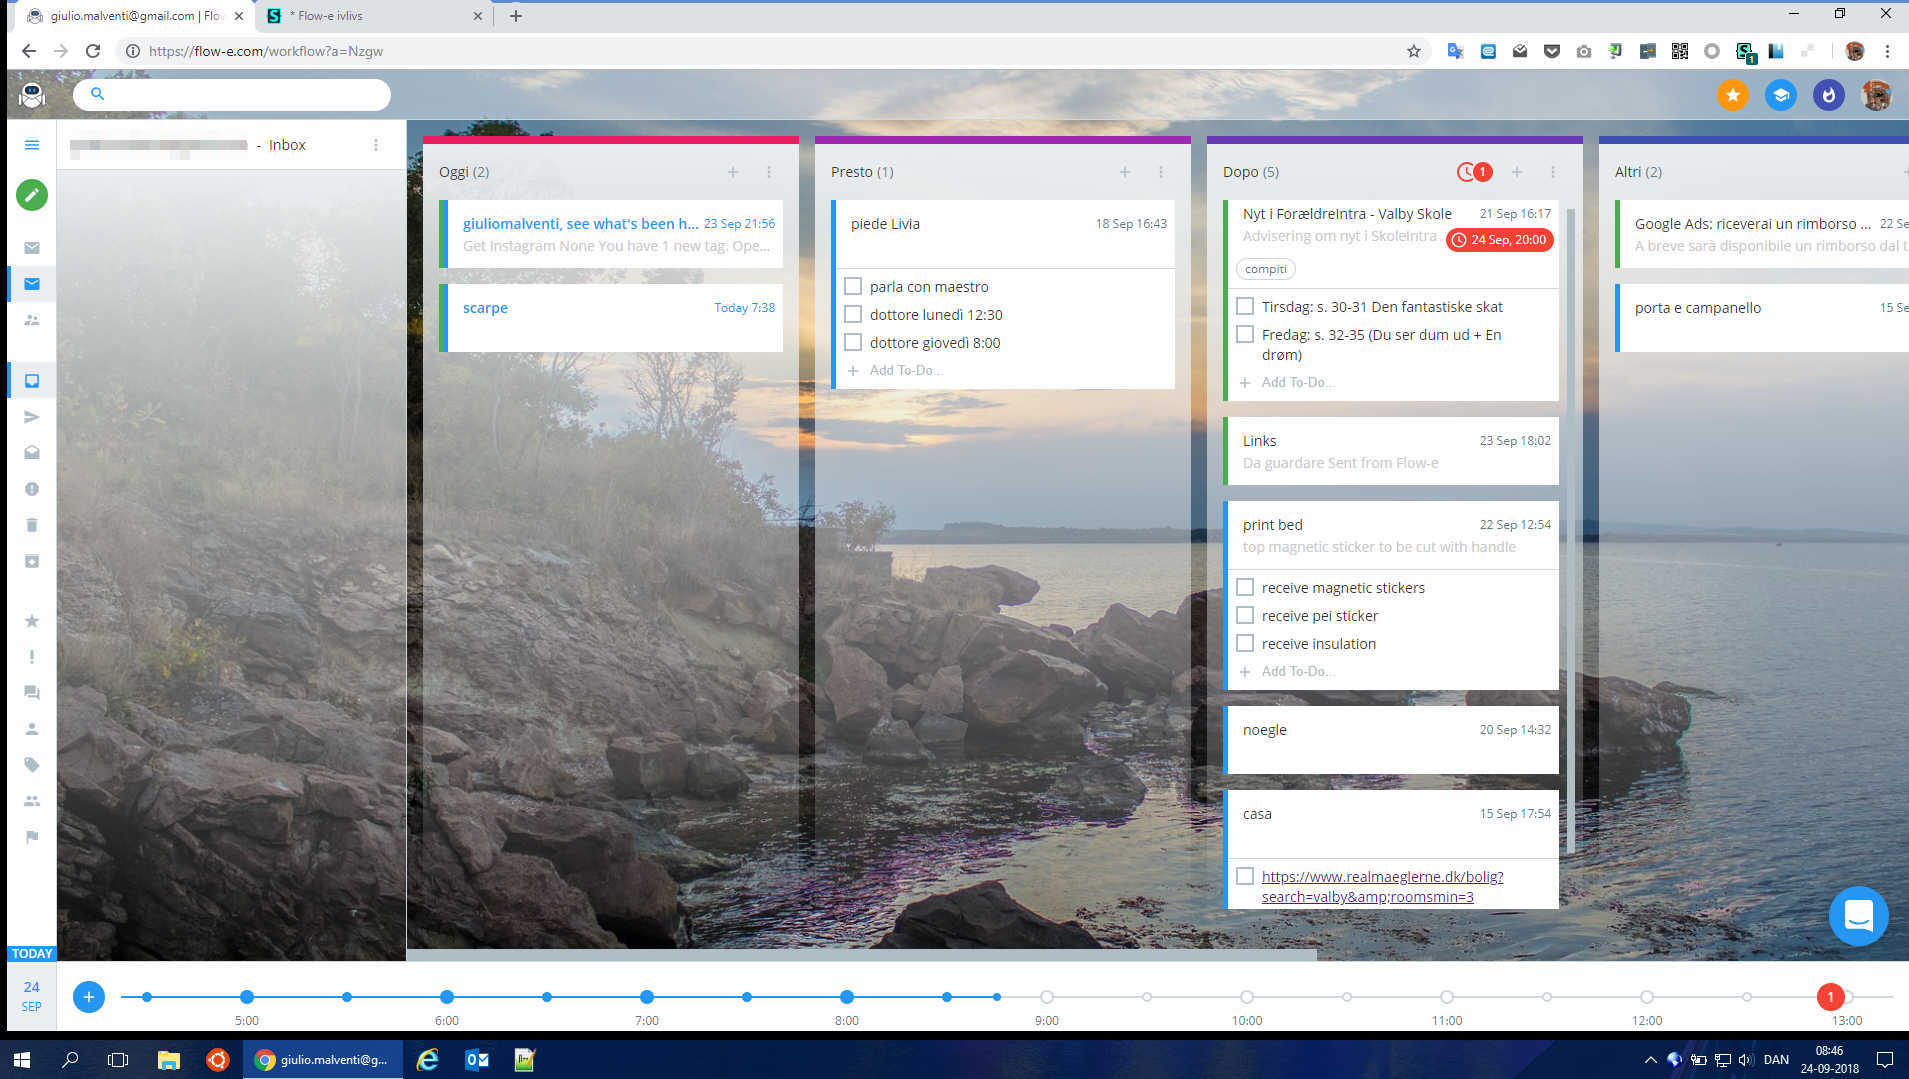 giulio.malventi@gmail.com | Flo
* Flow-e ivlivs
https://flow-e.com/workflow?a=Nzgw
1
- Inbox
Oggi (2)
giuliomalventi, see what's been h... 23 Sep 21:56
Get Instagram None You have 1 new tag. Ope...
scarpe Today 7:38
Presto (1)
piede Livia 18 Sep 16:43
parla con maestro
dottore lunedì 12:30
dottore giovedì 8:00
Add To-Do...
Dopo (5) 1
Nyt i ForældreIntra - Valby Skole 21 Sep 16:17
Advisering om nyt i SkoleIntra 24 Sep, 20:00
compiti
Tirsdag: s. 30-31 Den fantastiske skat
Fredag: s. 32-35 (Du ser dum ud + En
drøm)
Add To-Do...
Links 23 Sep 18:02
Da guardare Sent from Flow-e
print bed 22 Sep 12:54
top magnetic sticker to be cut with handle
receive magnetic stickers
receive pei sticker
receive insulation
Add To-Do...
noegle 20 Sep 14:32
casa 15 Sep 17:54
https://www.realmaeglerne.dk/bolig?
search=valby&amp;roomsmin=3
Altri (2)
Google Ads: riceverai un rimborso ... 22 Se
A breve sarà disponibile un rimborso dal t
porta e campanello 15 Se
TODAY
24
SEP
1
5:00 6:00 7:00 8:00 9:00 10:00 11:00 12:00 13:00
giulio.malventi@g...
DAN
08:46
24-09-2018